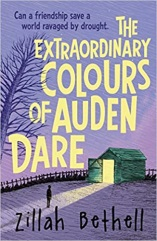 Can a friendship save a
world ravaged by drought.
THE
EXTRAORDINARY
COLOURS
OF AUDEN
DARE
Zillah Bethell